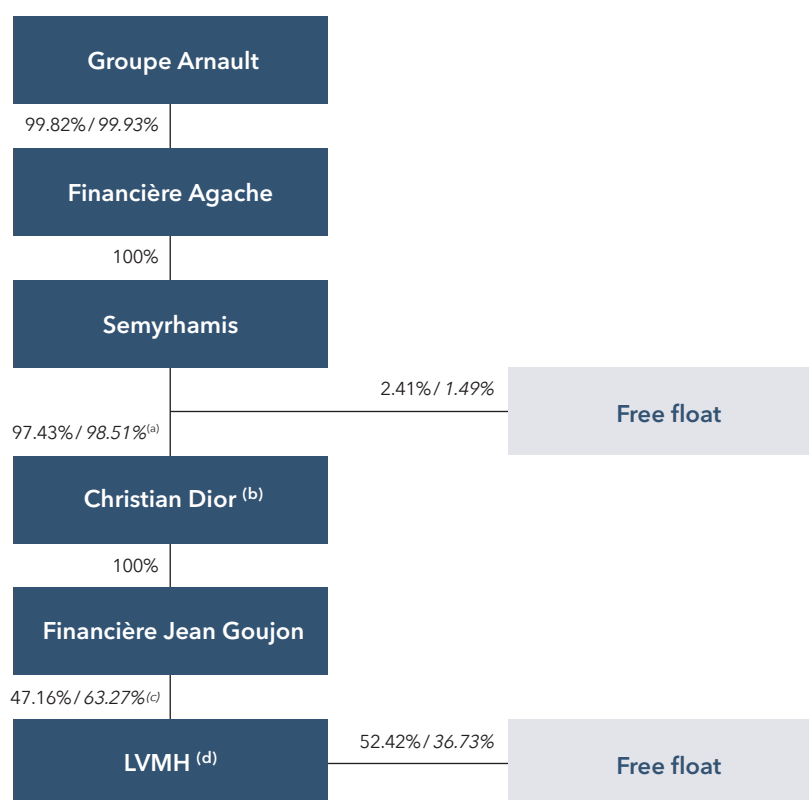 Groupe Arnault
99.82% / 99.93%
Financière Agache
100%
Semyrhamis
2.41% / 1.49%
Free float
97.43% / 98.51%(a)
Christian Dior (b)
100%
Financière Jean Goujon
47.16% / 63.27%(c)
52.42% / 36.73%
LVMH (d)
Free float